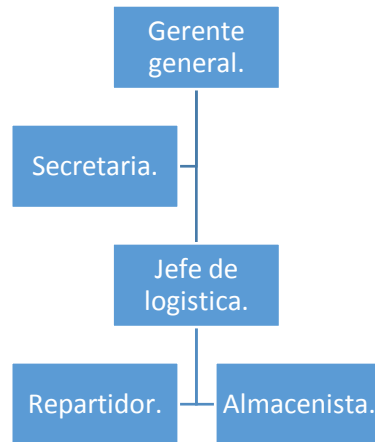 Gerente
general.
Secretaria.
Jefe de
logistica.
Repartidor.
Almacenista.